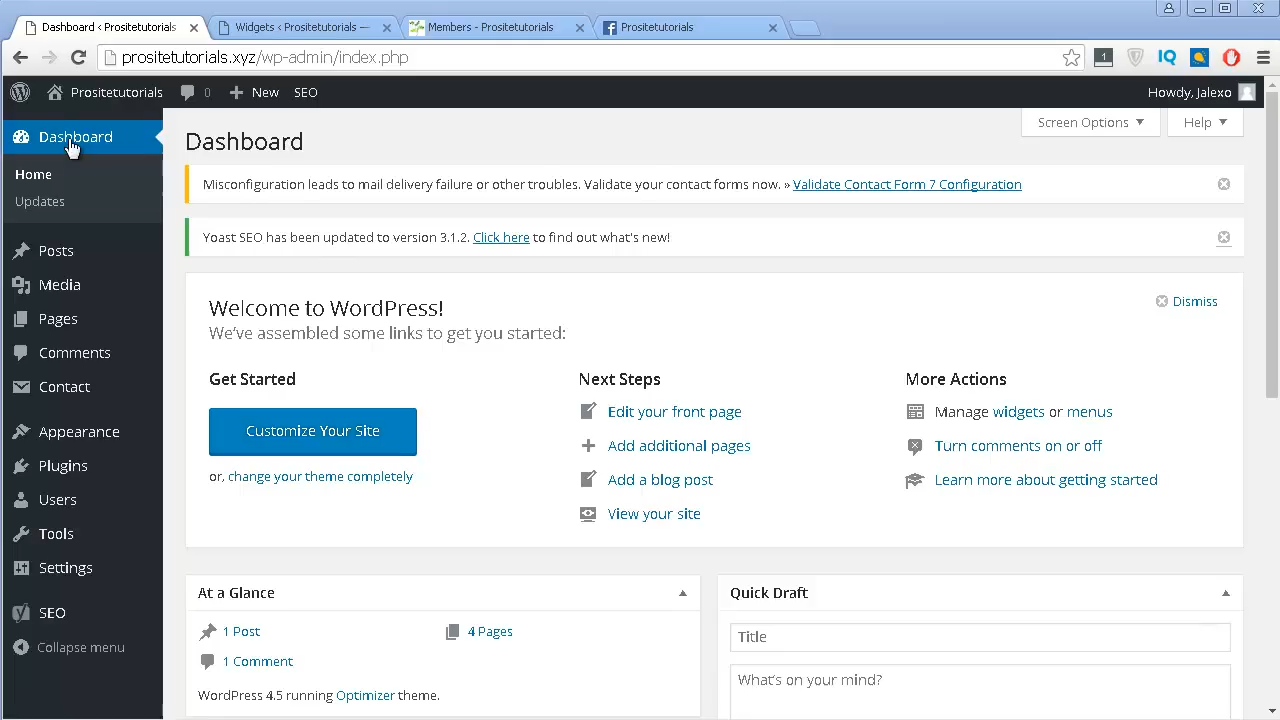 Dashboard ‹ Prositetutorials
Widgets ‹ Prositetutorials —
Members - Prositetutorials
Prositetutorials
prositetutorials.xyz/wp-admin/index.php
1
IQ
Prositetutorials
0
New
SEO
Howdy, Jalexo
Dashboard
Home
Updates
Posts
Media
Pages
Comments
Contact
Appearance
Plugins
Users
Tools
Settings
SEO
Collapse menu
Screen Options
Help
Dashboard
Misconfiguration leads to mail delivery failure or other troubles. Validate your contact forms now. » Validate Contact Form 7 Configuration
Yoast SEO has been updated to version 3.1.2. Click here to find out what's new!
Welcome to WordPress!
We've assembled some links to get you started:
Dismiss
Get Started
Customize Your Site
or, change your theme completely
Next Steps
Edit your front page
Add additional pages
Add a blog post
View your site
More Actions
Manage widgets or menus
Turn comments on or off
Learn more about getting started
At a Glance
1 Post
4 Pages
1 Comment
WordPress 4.5 running Optimizer theme.
Quick Draft
Title
What's on your mind?